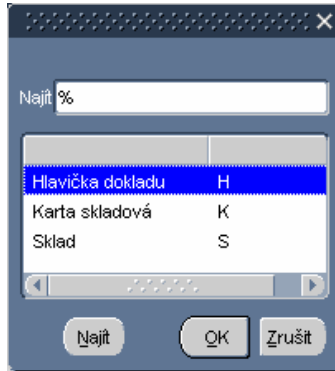 Najít %
Hlavička dokladu H
Karta skladová K
Sklad S
Najít OK Zrušit